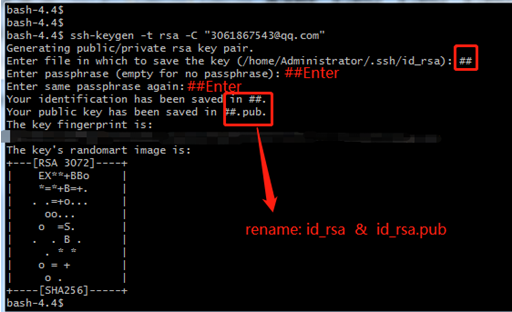 bash-4.4$
bash-4.4$
bash-4.4$ ssh-keygen -t rsa -C "3061867543@qq.com"
Generating public/private rsa key pair.
Enter file in which to save the key (/home/Administrator/.ssh/id_rsa): ##
Enter passphrase (empty for no passphrase): ##Enter
Enter same passphrase again: ##Enter
Your identification has been saved in ##.
Your public key has been saved in ##.pub.
The key fingerprint is:
The key's randomart image is:
+---[RSA 3072]----+
|    EX**+BBo     |
|    *=*+B=+.     |
|   . .=+o...     |
|     oo...       |
|    o  =S.       |
|   .  . B .      |
|     . * *       |
|    o = +        |
|     o .         |
+----[SHA256]-----+
bash-4.4$
rename: id_rsa & id_rsa.pub